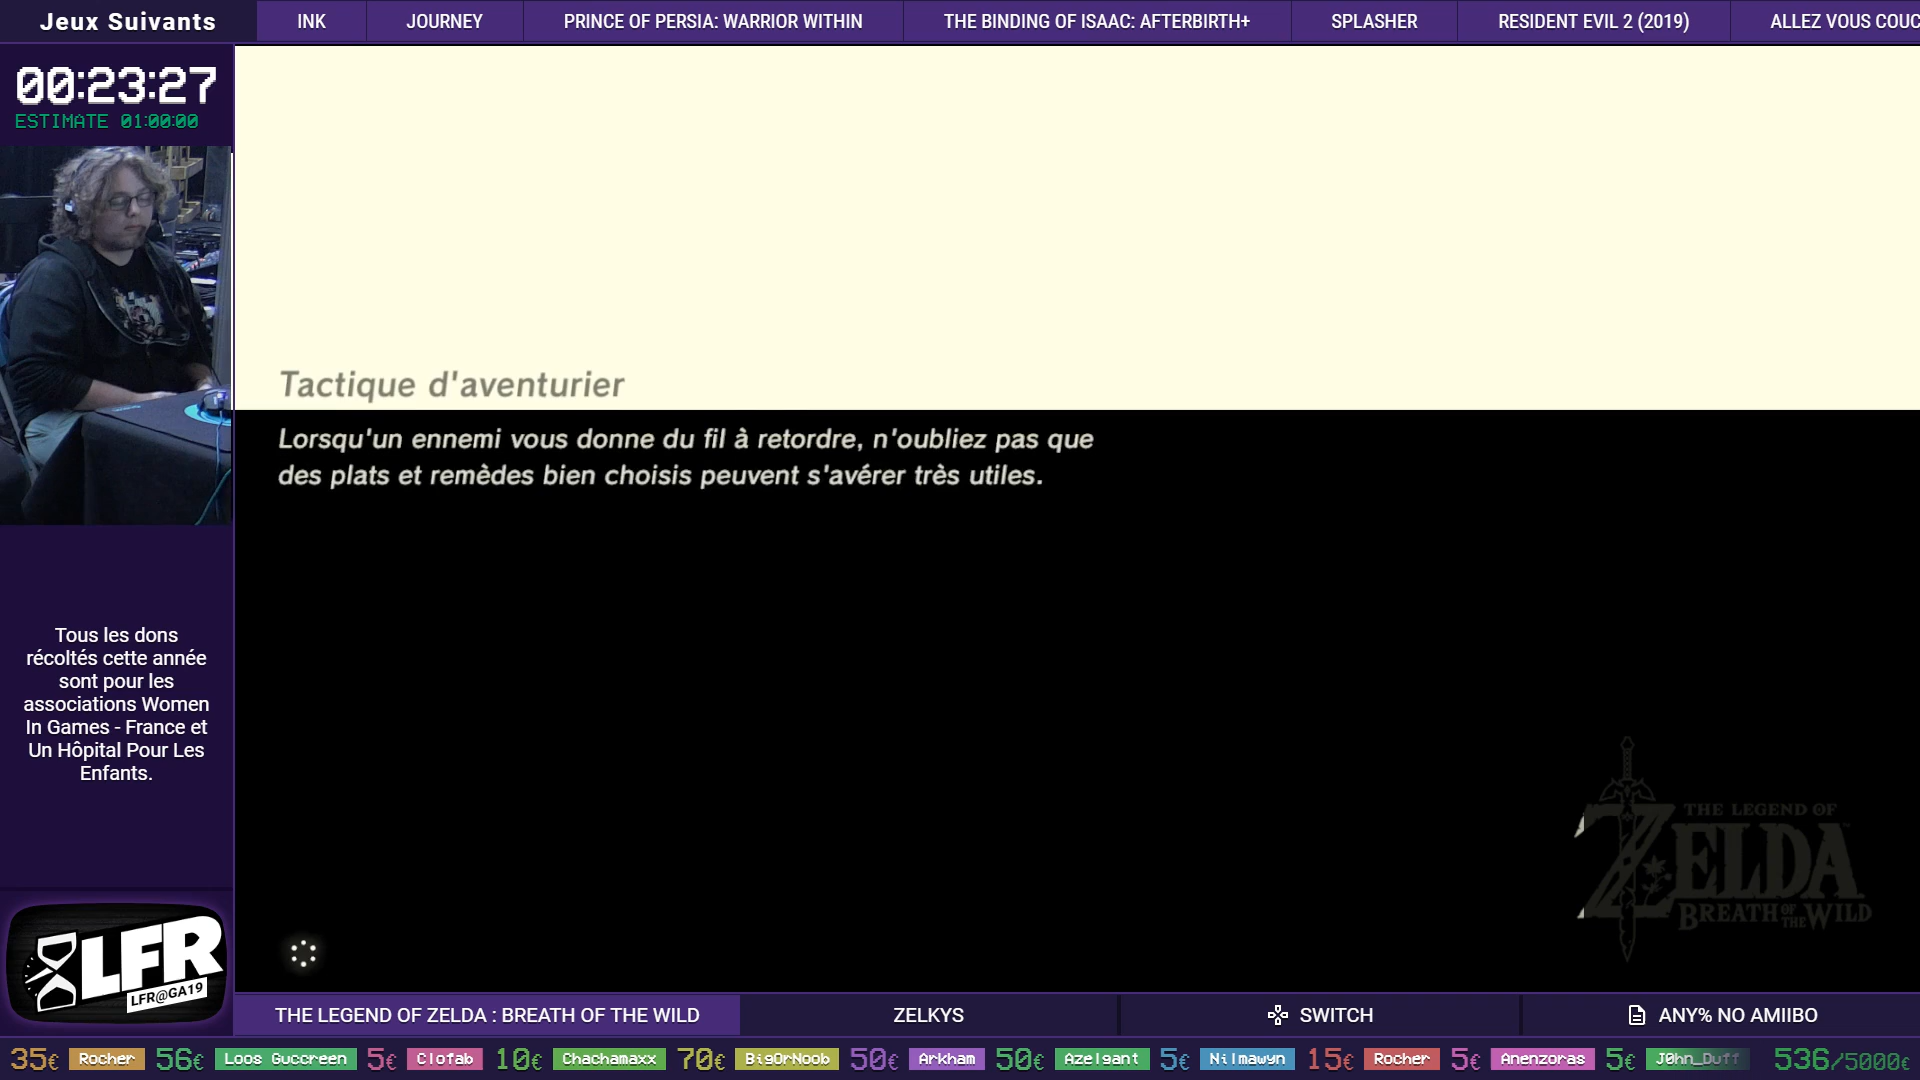 Jeux Suivants
INK
JOURNEY
PRINCE OF PERSIA: WARRIOR WITHIN
THE BINDING OF ISAAC: AFTERBIRTH+
SPLASHER
RESIDENT EVIL 2 (2019)
ALLEZ VOUS COUC
00:23:27
ESTIMATE 01:00:00
Tactique d'aventurier
Lorsqu'un ennemi vous donne du fil à retordre, n'oubliez pas que
des plats et remèdes bien choisis peuvent s'avérer très utiles.
Tous les dons
récoltés cette année
sont pour les
associations Women
In Games - France et
Un Hôpital Pour Les
Enfants.
THE LEGEND OF
ZELDA
BREATH OF THE WILD
LFR
LFR@GA19
THE LEGEND OF ZELDA : BREATH OF THE WILD
ZELKYS
SWITCH
ANY% NO AMIIBO
35€ Rocher 56€ Loos Guccreen 5€ Clofab 10€ Chachamaxx 70€ BigOrNoob 50€ Arkham 50€ Azelgant 5€ Nilmawyn 15€ Rocher 5€ Anenzoras 5€ J0hn_Duff 536/5000€